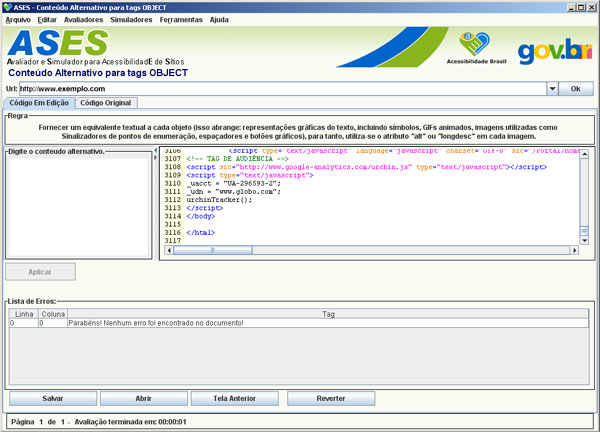 ASES - Conteúdo Alternativo para tags OBJECT
Arquivo Editar Avaliadores Simuladores Ferramentas Ajuda
ASES
Avaliador e Simulador para AcessibilidadE de Sítios
Acessibilidade Brasil
gov.br
Conteúdo Alternativo para tags OBJECT
Url: http://www.exemplo.com Ok
Código Em Edição Código Original
Regra
Fornecer um equivalente textual a cada objeto (isso abrange: representações gráficas do texto, incluindo símbolos, GIFs animados, imagens utilizadas como
Sinalizadores de pontos de enumeração, espaçadores e botões gráficos), para tanto, utiliza-se o atributo "alt" ou "longdesc" em cada imagem.
Digite o conteúdo alternativo.
3106 <script type="text/javascript" language="javascript" charset="utf-8" src="/Portal/home
3107 <!-- TAG DE AUDIÊNCIA -->
3108 <script src="http://www.google-analytics.com/urchin.js" type="text/javascript"></script>
3109 <script type="text/javascript">
3110 _uacct = "UA-296593-2";
3111 _udn = "www.globo.com";
3112 urchinTracker();
3113 </script>
3114 </body>
3115
3116 </html>
3117
Aplicar
Lista de Erros:
Linha Coluna Tag
0 0 Parabéns! Nenhum erro foi encontrado no documento!
Salvar Abrir Tela Anterior Reverter
Página 1 de 1 - Avaliação terminada em: 00:00:01